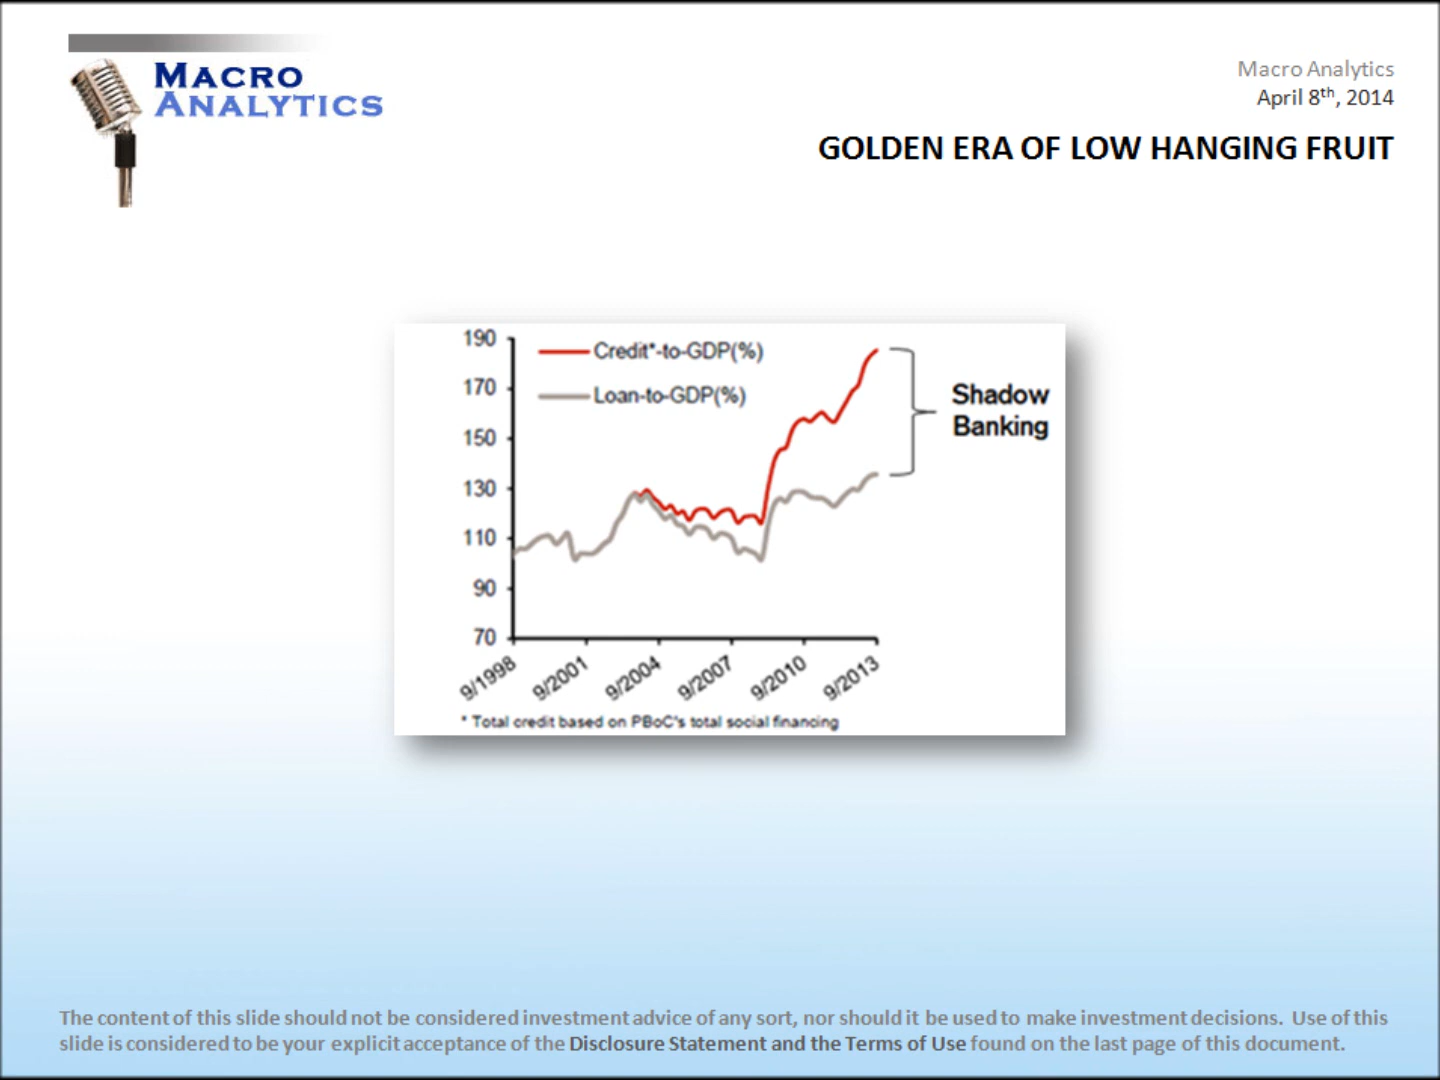 MACRO
ANALYTICS
Macro Analytics
April 8th, 2014
GOLDEN ERA OF LOW HANGING FRUIT
190
170
150
130
110
90
70
Credit*-to-GDP(%)
Loan-to-GDP(%)
Shadow
Banking
9/1998
9/2001
9/2004
9/2007
9/2010
9/2013
* Total credit based on PBoC's total social financing
The content of this slide should not be considered investment advice of any sort, nor should it be used to make investment decisions. Use of this
slide is considered to be your explicit acceptance of the Disclosure Statement and the Terms of Use found on the last page of this document.